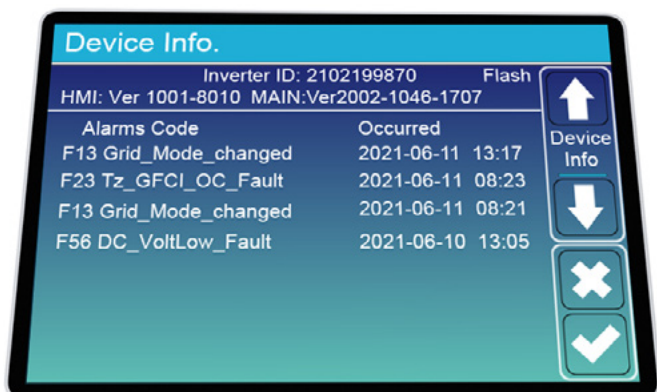 Device Info.
Inverter ID: 2102199870 Flash
HMI: Ver 1001-8010 MAIN:Ver2002-1046-1707
Alarms Code Occurred
F13 Grid_Mode_changed 2021-06-11 13:17
F23 Tz_GFCI_OC_Fault 2021-06-11 08:23
F13 Grid_Mode_changed 2021-06-11 08:21
F56 DC_VoltLow_Fault 2021-06-10 13:05
Device
Info